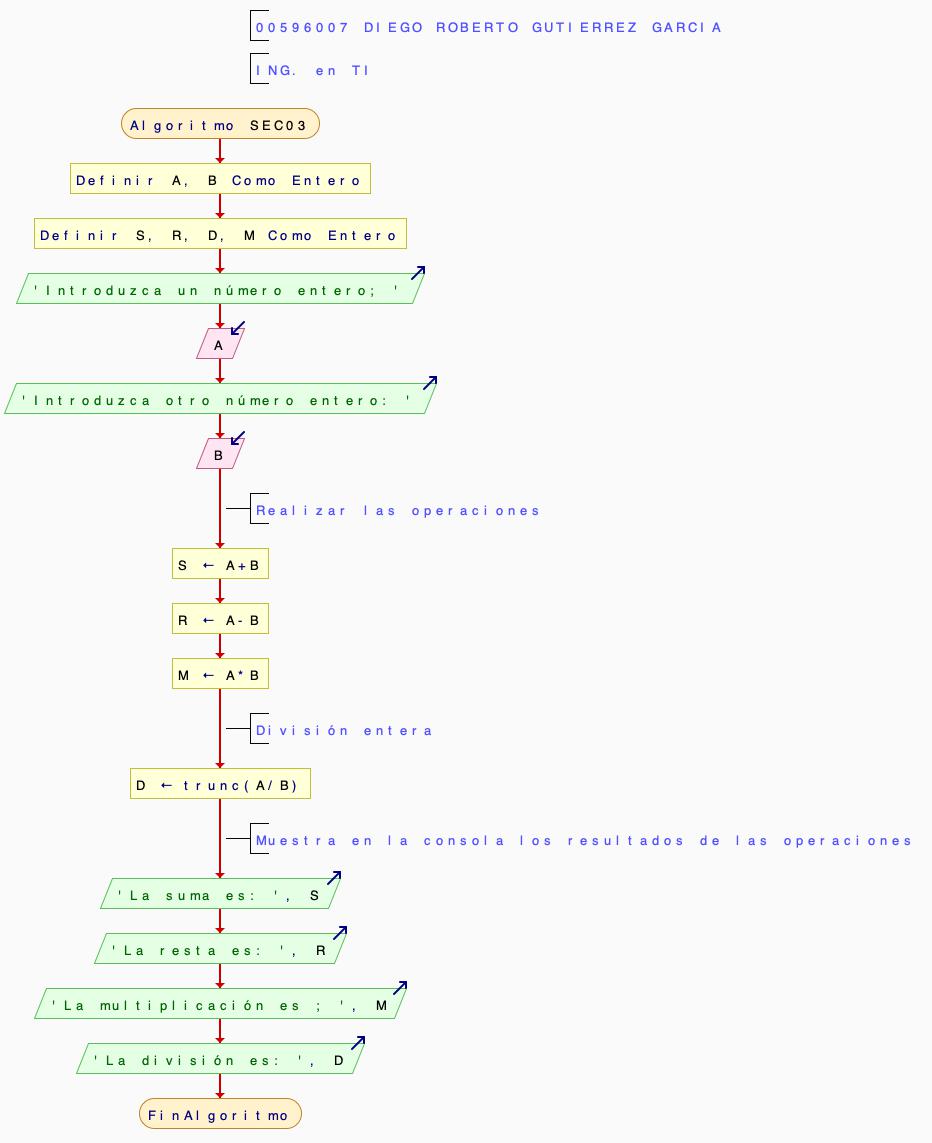 00596007 DIEGO ROBERTO GUTIERREZ GARCIA
ING. en TI
Algoritmo SEC03
Definir A, B Como Entero
Definir S, R, D, M Como Entero
'Introduzca un número entero; '
A
'Introduzca otro número entero: '
B
Realizar las operaciones
S ← A+B
R ← A-B
M ← A*B
División entera
D ← trunc(A/B)
Muestra en la consola los resultados de las operaciones
'La suma es: ', S
'La resta es: ', R
'La multiplicación es ; ', M
'La división es: ', D
FinAlgoritmo